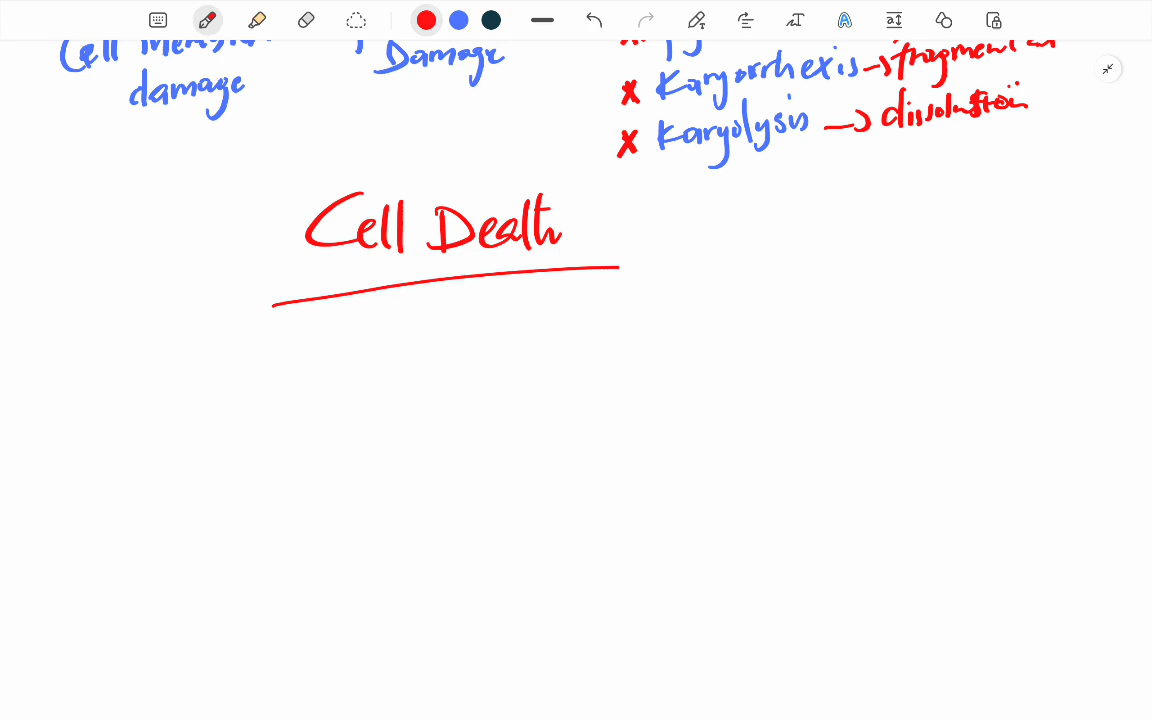 Cell
damage
Damage
x Karyorrhexis → fragmented
x Karyolysis → dissolution
Cell Death